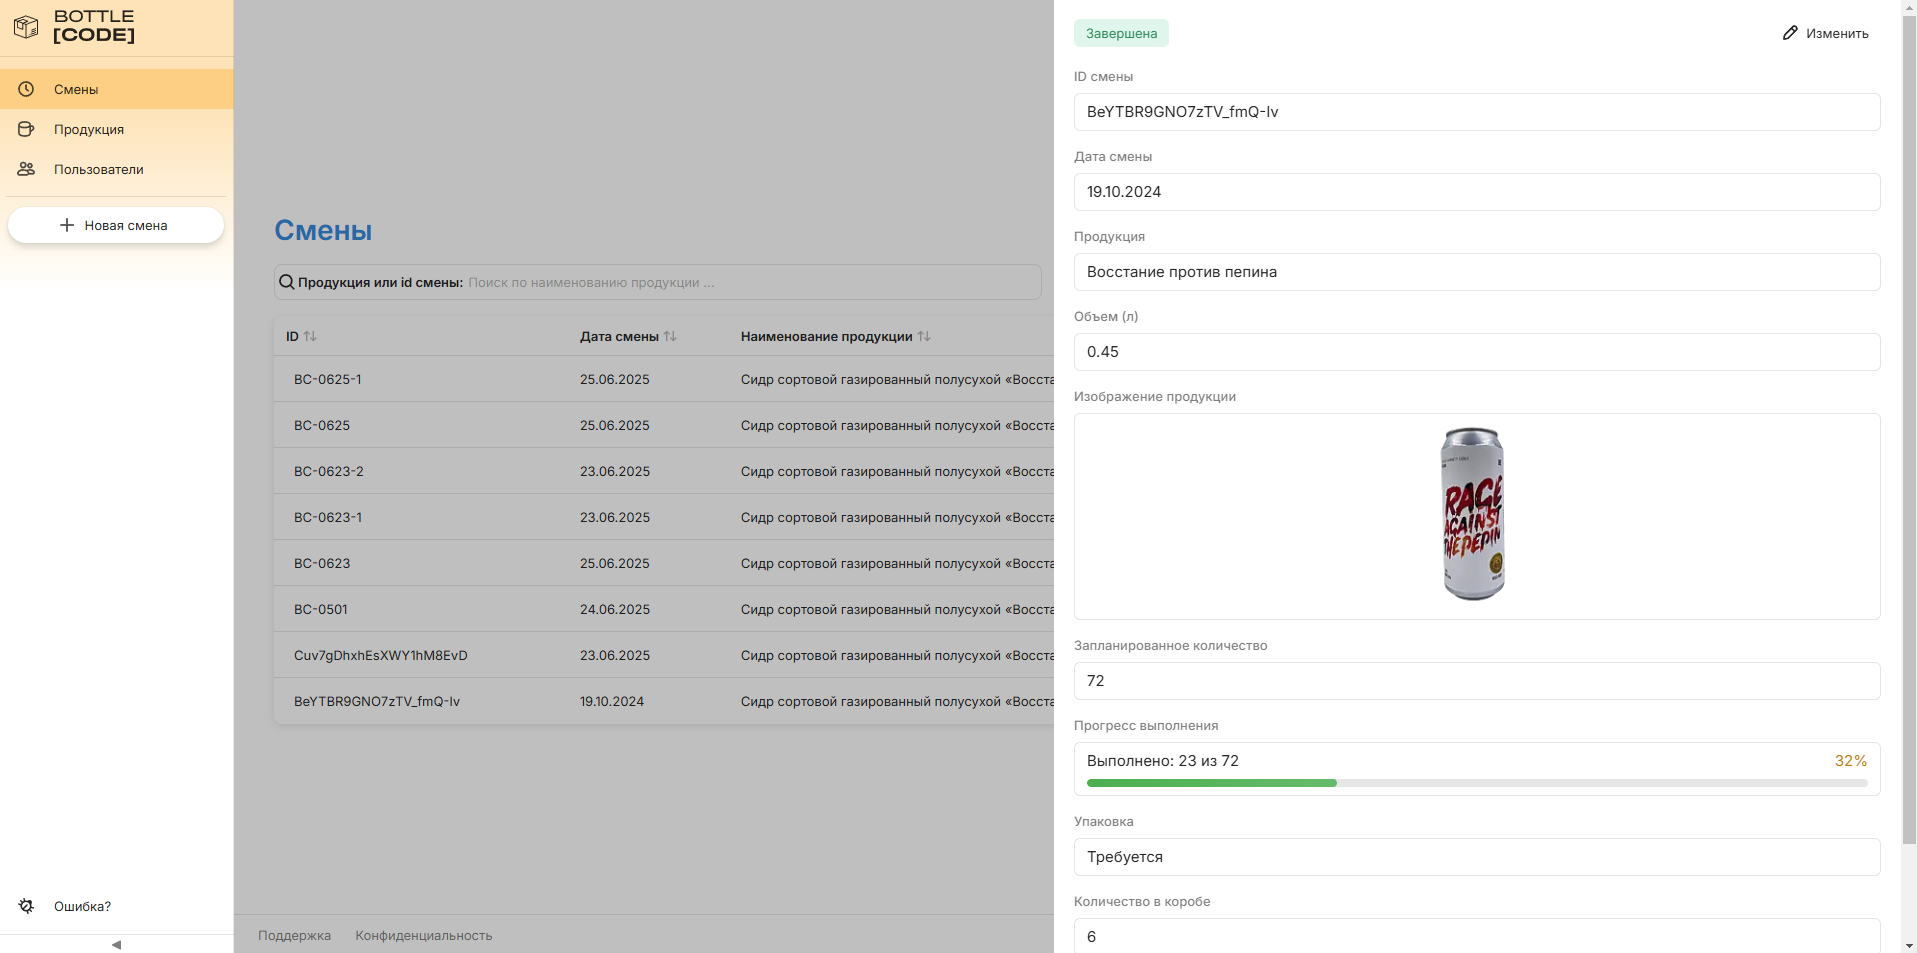 BOTTLE
[CODE]
Смены
Продукция
Пользователи
Новая смена
Ошибка?
Смены
Продукция или id смены: Поиск по наименованию продукции ...
ID Дата смены Наименование продукции
BC-0625-1 25.06.2025 Сидр сортовой газированный полусухой «Восста
BC-0625 25.06.2025 Сидр сортовой газированный полусухой «Восста
BC-0623-2 23.06.2025 Сидр сортовой газированный полусухой «Восста
BC-0623-1 23.06.2025 Сидр сортовой газированный полусухой «Восста
BC-0623 25.06.2025 Сидр сортовой газированный полусухой «Восста
BC-0501 24.06.2025 Сидр сортовой газированный полусухой «Восста
Cuv7gDhxhEsXWY1hM8EvD 23.06.2025 Сидр сортовой газированный полусухой «Восста
BeYTBR9GNO7zTV_fmQ-Iv 19.10.2024 Сидр сортовой газированный полусухой «Восста
Поддержка Конфиденциальность
Завершена
Изменить
ID смены
BeYTBR9GNO7zTV_fmQ-Iv
Дата смены
19.10.2024
Продукция
Восстание против пепина
Объем (л)
0.45
Изображение продукции
RAGE
AGAINST
THE PEPIN
Запланированное количество
72
Прогресс выполнения
Выполнено: 23 из 72 32%
Упаковка
Требуется
Количество в коробе
6